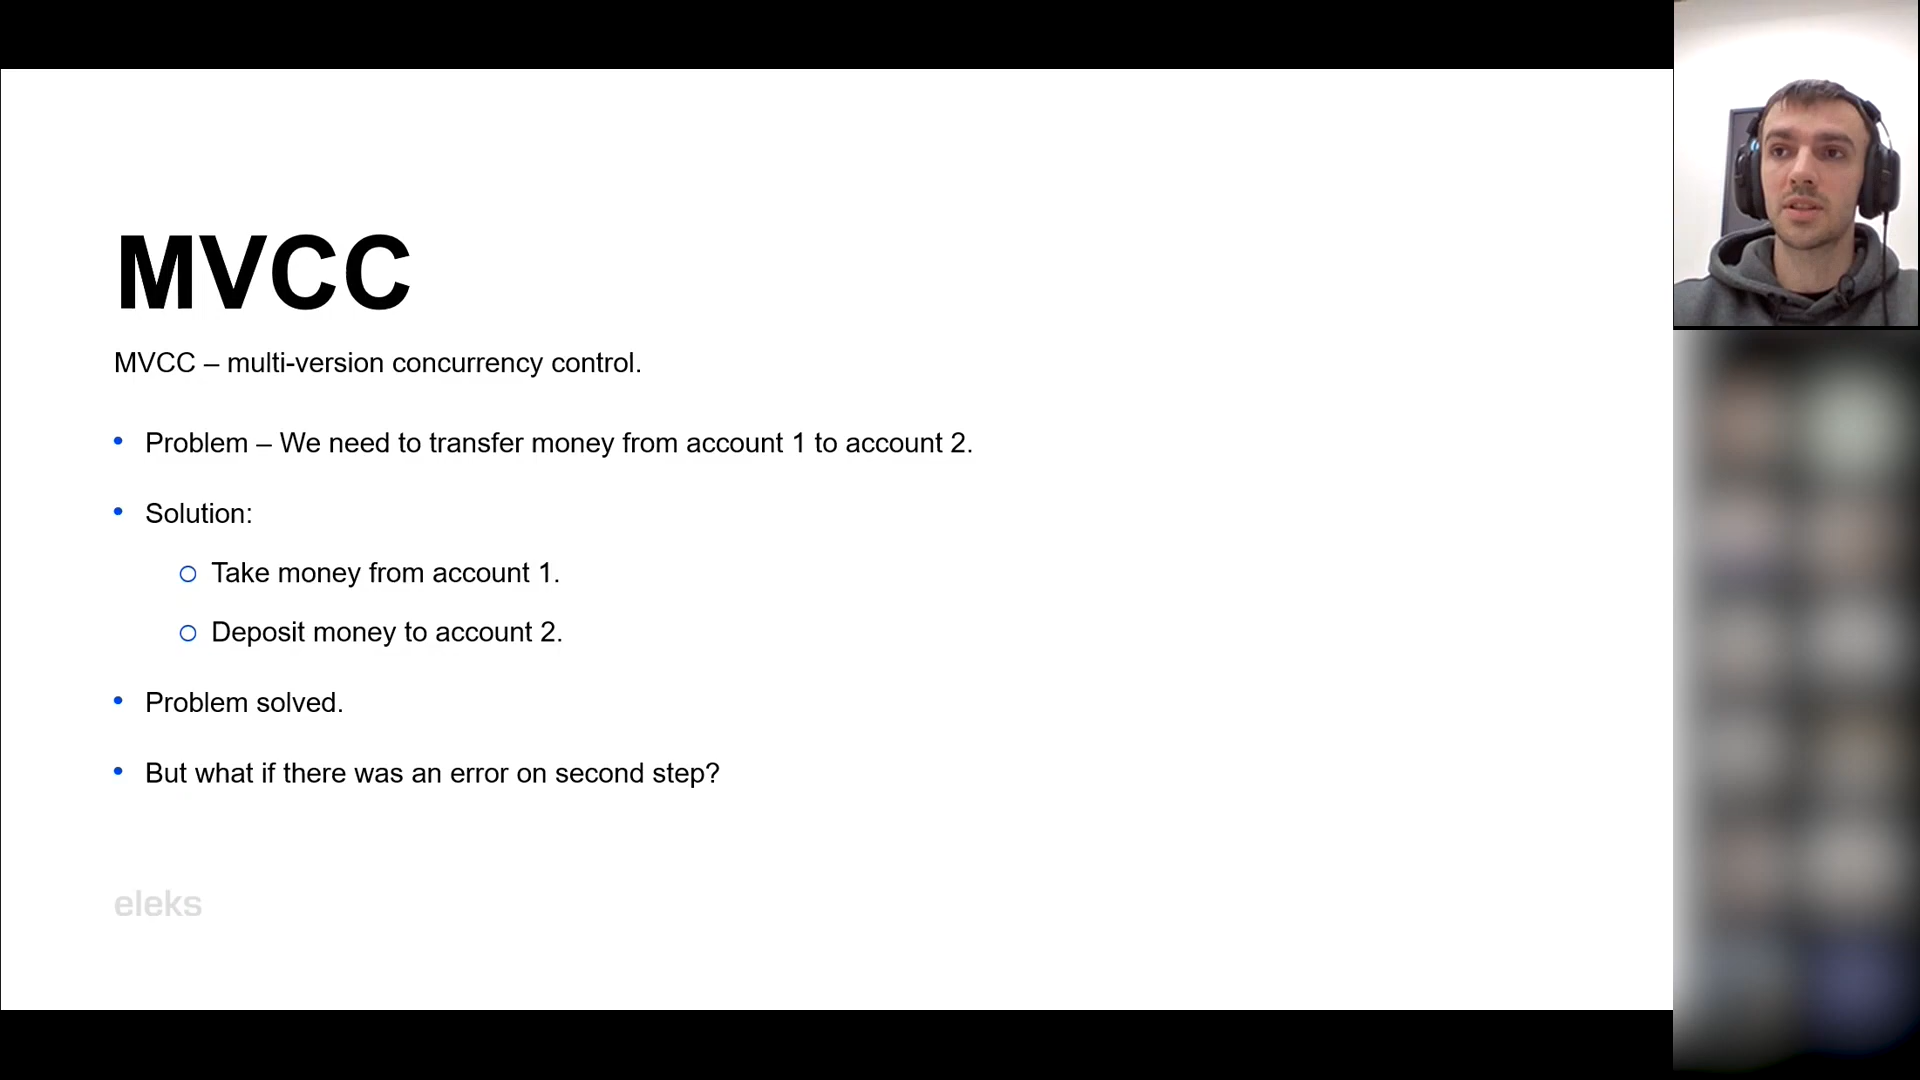 MVCC
MVCC – multi-version concurrency control.
• Problem – We need to transfer money from account 1 to account 2.
• Solution:
○ Take money from account 1.
○ Deposit money to account 2.
• Problem solved.
• But what if there was an error on second step?
eleks